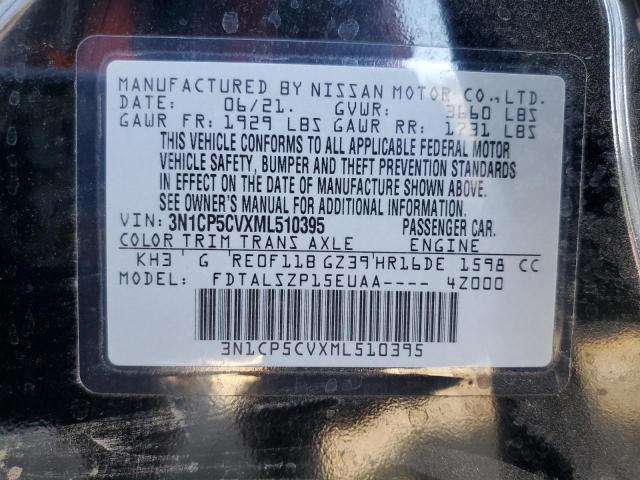 MANUFACTURED BY NISSAN MOTOR CO., LTD.
DATE: 06/21. GVWR: 3660 LBS
GAWR FR: 1929 LBS GAWR RR: 1731 LBS
THIS VEHICLE CONFORMS TO ALL APPLICABLE FEDERAL MOTOR
VEHICLE SAFETY, BUMPER AND THEFT PREVENTION STANDARDS
IN EFFECT ON THE DATE OF MANUFACTURE SHOWN ABOVE.
SEE OWNER'S MANUAL FOR ADDITIONAL INFORMATION.
VIN: 3N1CP5CVXML510395 PASSENGER CAR.
COLOR TRIM TRANS AXLE ENGINE
KH3 G RE0F11B GZ39 HR16DE 1598 CC
MODEL: FDTALSZP15EUAA---- 4Z000
3N1CP5CVXML510395